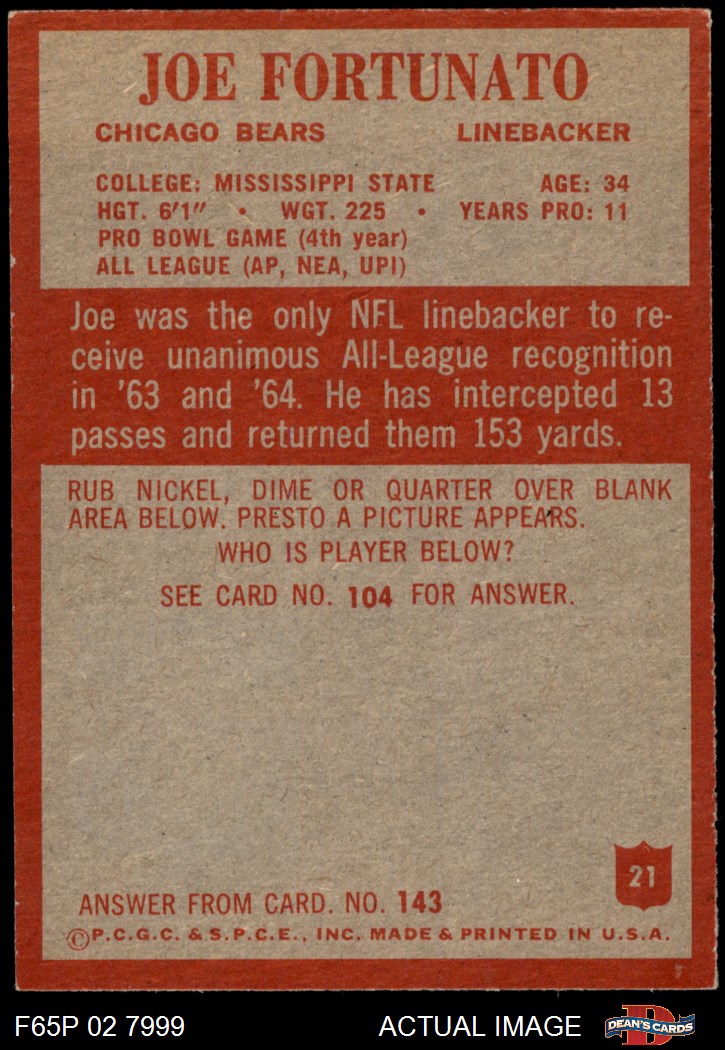 JOE FORTUNATO
CHICAGO BEARS LINEBACKER
COLLEGE: MISSISSIPPI STATE AGE: 34
HGT. 6'1" • WGT. 225 • YEARS PRO: 11
PRO BOWL GAME (4th year)
ALL LEAGUE (AP, NEA, UPI)
Joe was the only NFL linebacker to re-
ceive unanimous All-League recognition
in '63 and '64. He has intercepted 13
passes and returned them 153 yards.
RUB NICKEL, DIME OR QUARTER OVER BLANK
AREA BELOW. PRESTO A PICTURE APPEARS.
WHO IS PLAYER BELOW?
SEE CARD NO. 104 FOR ANSWER.
21
ANSWER FROM CARD. NO. 143
©P.C.G.C. & S.P.C.E., INC. MADE & PRINTED IN U.S.A.
F65P 02 7999 ACTUAL IMAGE
D
DEAN'S CARDS